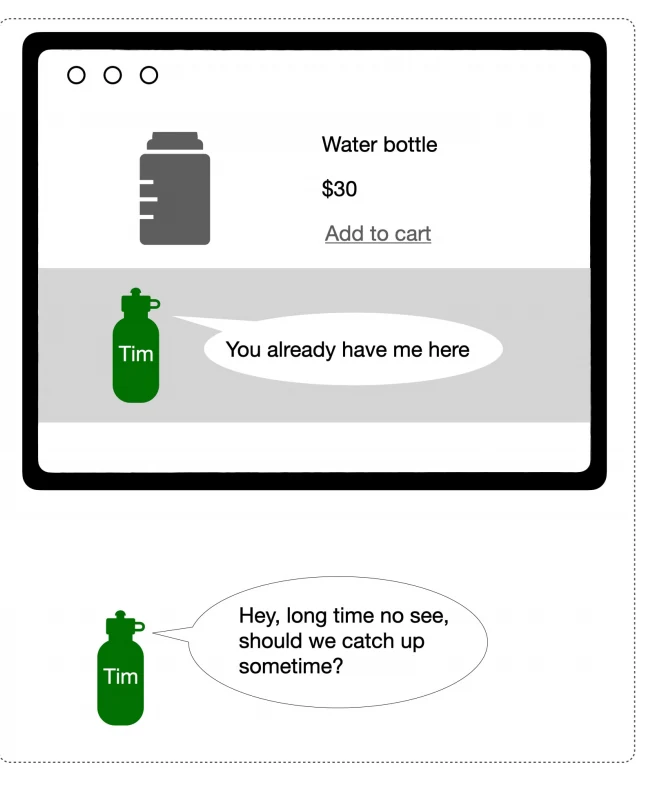 Water bottle
$30
Add to cart
Tim
You already have me here
Tim
Hey, long time no see,
should we catch up
sometime?